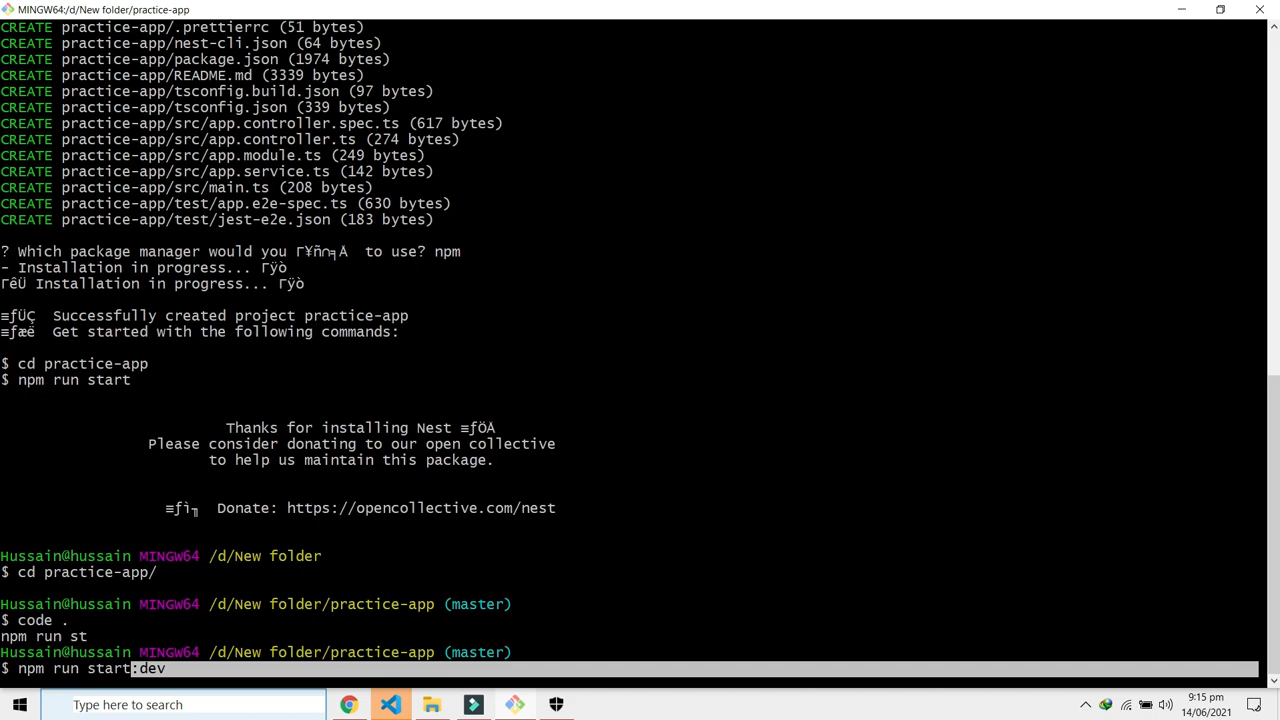 MINGW64:/d/New folder/practice-app
CREATE practice-app/.prettierrc (51 bytes)
CREATE practice-app/nest-cli.json (64 bytes)
CREATE practice-app/package.json (1974 bytes)
CREATE practice-app/README.md (3339 bytes)
CREATE practice-app/tsconfig.build.json (97 bytes)
CREATE practice-app/tsconfig.json (339 bytes)
CREATE practice-app/src/app.controller.spec.ts (617 bytes)
CREATE practice-app/src/app.controller.ts (274 bytes)
CREATE practice-app/src/app.module.ts (249 bytes)
CREATE practice-app/src/app.service.ts (142 bytes)
CREATE practice-app/src/main.ts (208 bytes)
CREATE practice-app/test/app.e2e-spec.ts (630 bytes)
CREATE practice-app/test/jest-e2e.json (183 bytes)
? Which package manager would you Γ¥ñ∩╕Å  to use? npm
- Installation in progress... Γÿò
ΓêÜ Installation in progress... Γÿò
≡ƒÜÇ  Successfully created project practice-app
≡ƒæë  Get started with the following commands:
$ cd practice-app
$ npm run start
Thanks for installing Nest ≡ƒÖÅ
Please consider donating to our open collective
to help us maintain this package.
≡ƒì╖  Donate: https://opencollective.com/nest
Hussain@hussain MINGW64 /d/New folder
$ cd practice-app/
Hussain@hussain MINGW64 /d/New folder/practice-app (master)
$ code .
npm run st
Hussain@hussain MINGW64 /d/New folder/practice-app (master)
$ npm run start:dev
Type here to search
9:15 pm
14/06/2021